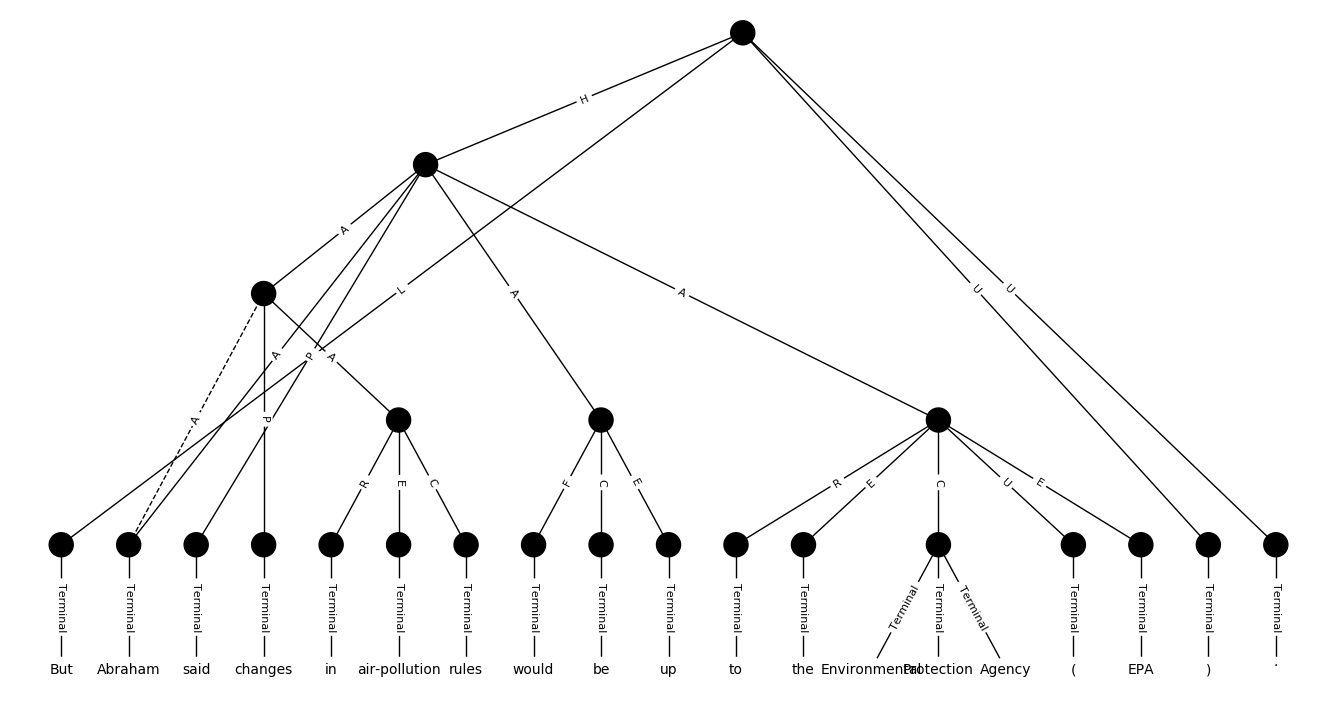 H
A
L
A
A
U
U
A
P
A
A
P
R
E
C
F
C
E
R
E
C
U
E
Terminal Terminal Terminal Terminal Terminal Terminal Terminal Terminal Terminal Terminal Terminal Terminal Terminal Terminal Terminal Terminal Terminal Terminal Terminal
But Abraham said changes in air-pollution rules would be up to the Environmental Protection Agency ( EPA ) .